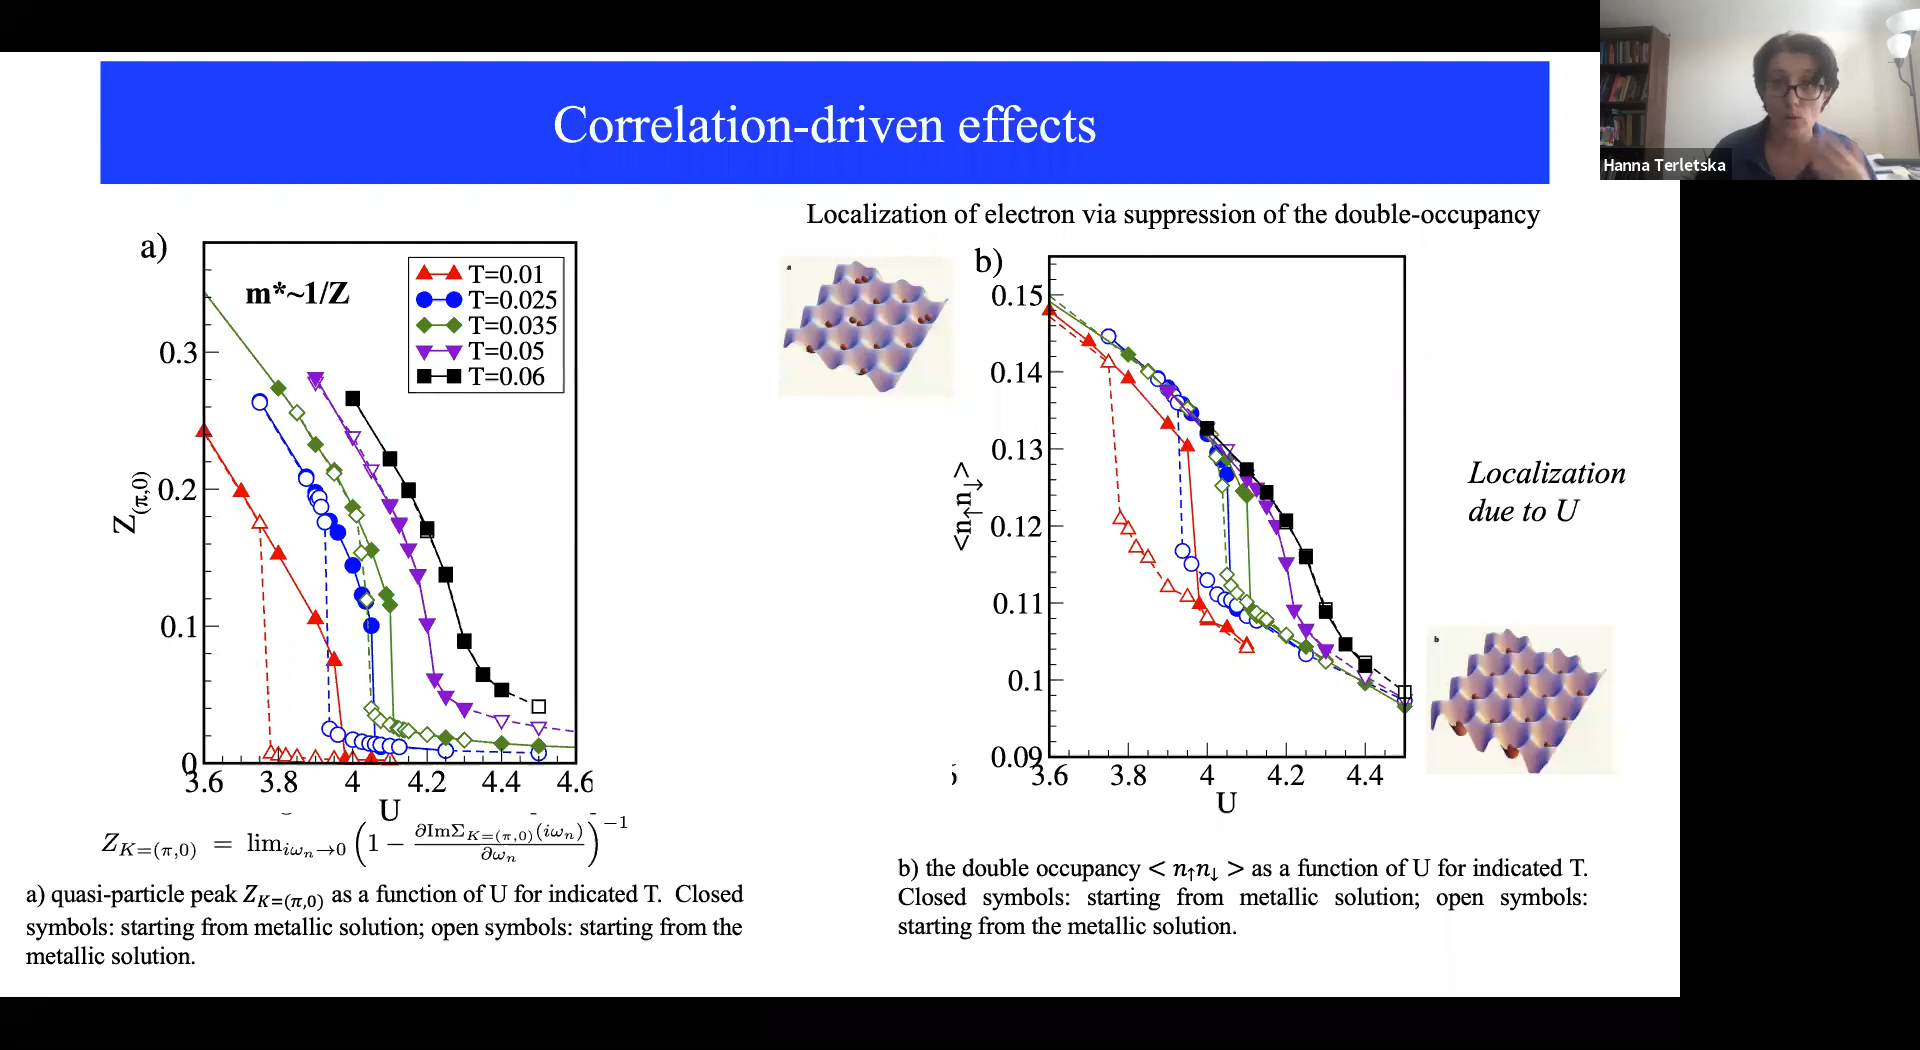 Correlation-driven effects
Hanna Terletska
Localization of electron via suppression of the double-occupancy
a)
m*~1/Z
T=0.01
T=0.025
T=0.035
T=0.05
T=0.06
0.3
0.2
0.1
0
Z(π,0)
3.6 3.8 4 4.2 4.4 4.6
U
a
b)
0.15
0.14
0.13
0.12
0.11
0.1
0.09
<n↑n↓>
3.6 3.8 4 4.2 4.4
U
Localization
due to U
b
Z_{K=(π,0)} = lim_{iωₙ→0} (1 − ∂ImΣ_{K=(π,0)}(iωₙ) / ∂ωₙ)^{−1}
a) quasi-particle peak Z_{K=(π,0)} as a function of U for indicated T. Closed
symbols: starting from metallic solution; open symbols: starting from the
metallic solution.
b) the double occupancy < n↑n↓ > as a function of U for indicated T.
Closed symbols: starting from metallic solution; open symbols:
starting from the metallic solution.